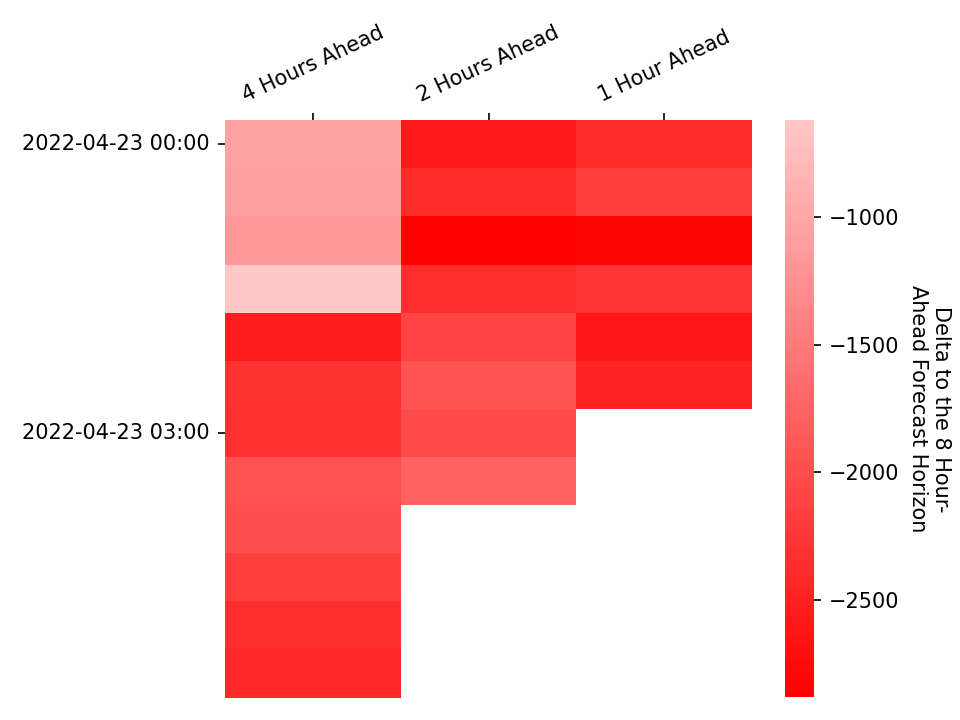 4 Hours Ahead
2 Hours Ahead
1 Hour Ahead
2022-04-23 00:00
2022-04-23 03:00
−1000
−1500
−2000
−2500
Delta to the 8 Hour-
Ahead Forecast Horizon